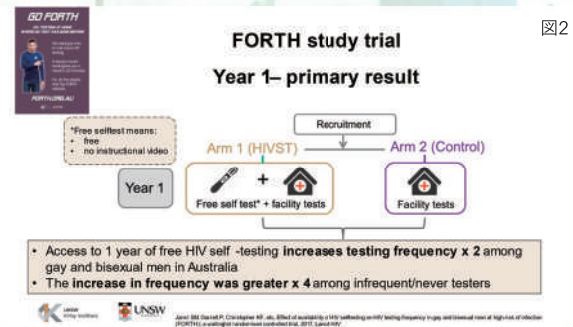 GO FORTH
FORTH.ORG.AU
図2
FORTH study trial
Year 1– primary result
Recruitment
*Free selftest means:
• free
• no instructional video
Arm 1 (HIVST)
Arm 2 (Control)
Year 1
+
Free self test* + facility tests
Facility tests
• Access to 1 year of free HIV self -testing increases testing frequency x 2 among
gay and bisexual men in Australia
• The increase in frequency was greater x 4 among infrequent/never testers
UNSW
Kirby Institute
UNSW